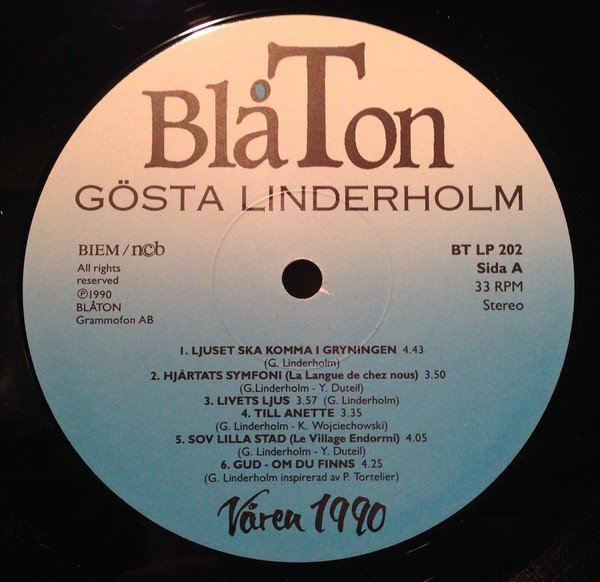 BlåTon
GÖSTA LINDERHOLM
BIEM / ncb
All rights
reserved
Ⓟ1990
BLÅTON
Grammofon AB
BT LP 202
Sida A
33 RPM
Stereo
1. LJUSET SKA KOMMA I GRYNINGEN 4.43
(G. Linderholm)
2. HJÄRTATS SYMFONI (La Langue de chez nous) 3.50
(G.Linderholm - Y. Duteil)
3. LIVETS LJUS 3.57 (G. Linderholm)
4. TILL ANETTE 3.35
(G. Linderholm - K. Wojciechowski)
5. SOV LILLA STAD (Le Village Endormi) 4.05
(G. Linderholm - Y. Duteil)
6. GUD - OM DU FINNS 4.25
(G. Linderholm inspirerad av P. Tortelier)
Våren 1990